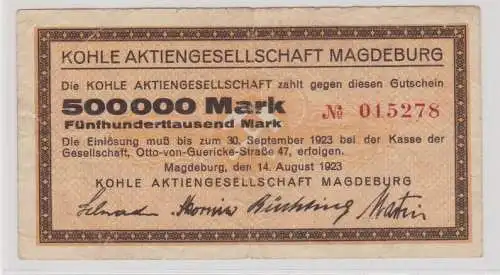 KOHLE AKTIENGESELLSCHAFT MAGDEBURG
Die KOHLE AKTIENGESELLSCHAFT zahlt gegen diesen Gutschein
500000 Mark № 015278
Fünfhunderttausend Mark
Die Einlösung muß bis zum 30. September 1923 bei der Kasse der
Gesellschaft, Otto-von-Guericke-Straße 47, erfolgen.
Magdeburg, den 14. August 1923
KOHLE AKTIENGESELLSCHAFT MAGDEBURG